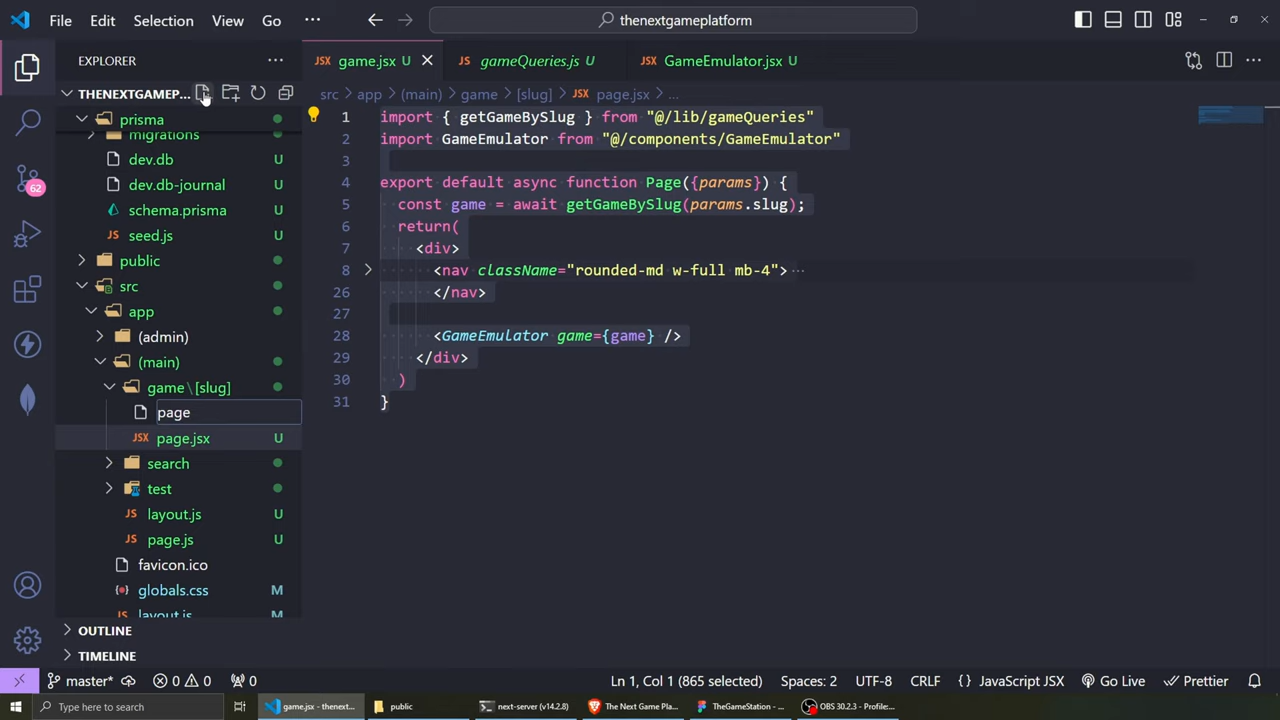 File Edit Selection View Go ... thenextgameplatform
EXPLORER
THENEXTGAMEP...
prisma
migrations
dev.db U
dev.db-journal U
schema.prisma U
seed.js U
public
src
app
(admin)
(main)
game\[slug]
page
page.jsx U
search
test
layout.js U
page.js U
favicon.ico
globals.css M
layout.js U
OUTLINE
TIMELINE
62
JSX game.jsx U JS gameQueries.js U JSX GameEmulator.jsx U
src app (main) game [slug] JSX page.jsx ...
1 import { getGameBySlug } from "@/lib/gameQueries"
2 import GameEmulator from "@/components/GameEmulator"
3
4 export default async function Page({params}) {
5 const game = await getGameBySlug(params.slug);
6 return(
7 <div>
8 <nav className="rounded-md w-full mb-4"> ...
26 </nav>
27
28 <GameEmulator game={game} />
29 </div>
30 )
31 }
master* 0 0 0 Ln 1, Col 1 (865 selected) Spaces: 2 UTF-8 CRLF {} JavaScript JSX Go Live Prettier
Type here to search game.jsx - thenext... public next-server (v14.2.8) The Next Game Pla... TheGameStation - ... OBS 30.2.3 - Profile:...